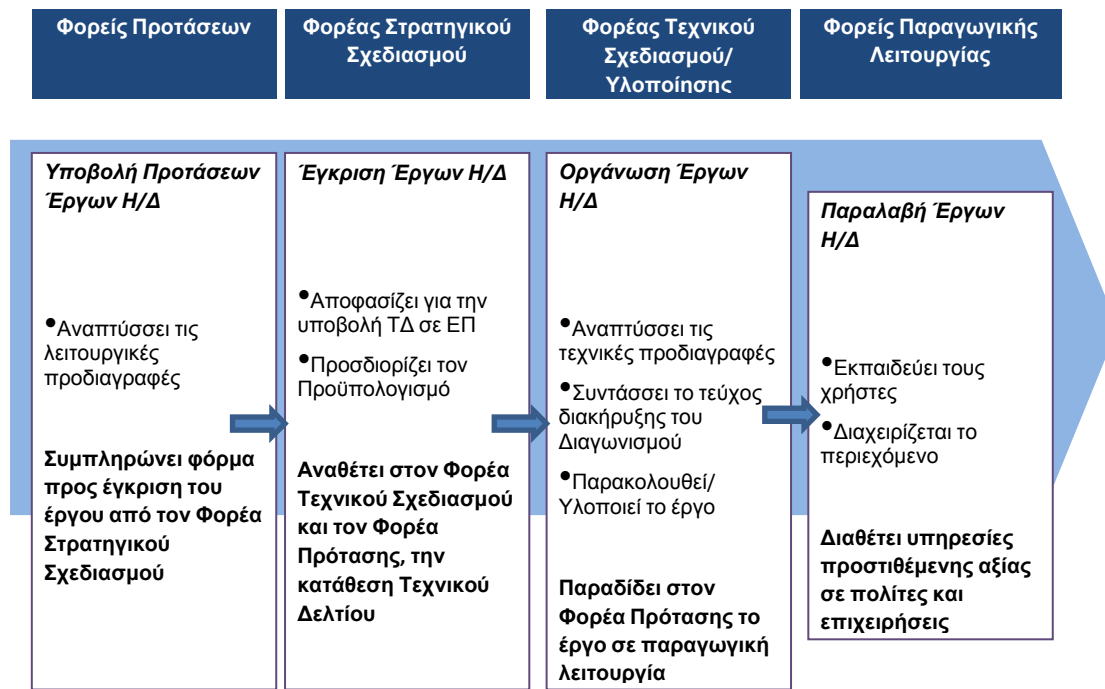 Φορείς Προτάσεων
Φορέας Στρατηγικού
Σχεδιασμού
Φορέας Τεχνικού
Σχεδιασμού/
Υλοποίησης
Φορείς Παραγωγικής
Λειτουργίας
Υποβολή Προτάσεων
Έργων Η/Δ
•Αναπτύσσει τις
λειτουργικές
προδιαγραφές
Συμπληρώνει φόρμα
προς έγκριση του
έργου από τον Φορέα
Στρατηγικού
Σχεδιασμού
Έγκριση Έργων Η/Δ
•Αποφασίζει για την
υποβολή ΤΔ σε ΕΠ
•Προσδιορίζει τον
Προϋπολογισμό
Αναθέτει στον Φορέα
Τεχνικού Σχεδιασμού
και τον Φορέα
Πρότασης, την
κατάθεση Τεχνικού
Δελτίου
Οργάνωση Έργων
Η/Δ
•Αναπτύσσει τις
τεχνικές προδιαγραφές
•Συντάσσει το τεύχος
διακήρυξης του
Διαγωνισμού
•Παρακολουθεί/
Υλοποιεί το έργο
Παραδίδει στον
Φορέα Πρότασης το
έργο σε παραγωγική
λειτουργία
Παραλαβή Έργων
Η/Δ
•Εκπαιδεύει τους
χρήστες
•Διαχειρίζεται το
περιεχόμενο
Διαθέτει υπηρεσίες
προστιθέμενης αξίας
σε πολίτες και
επιχειρήσεις